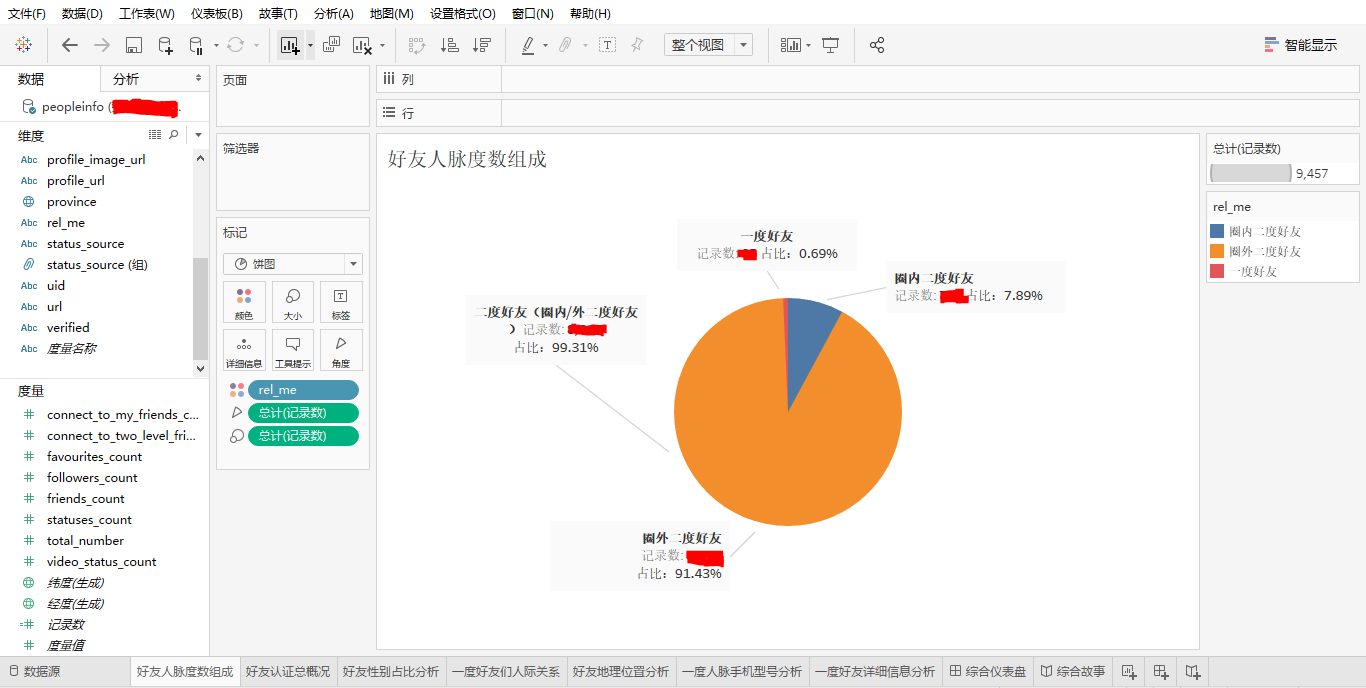 文件(F) 数据(D) 工作表(W) 仪表板(B) 故事(T) 分析(A) 地图(M) 设置格式(O) 窗口(N) 帮助(H)
整个视图 智能显示
数据 分析
peopleinfo (
维度
Abc profile_image_url
Abc profile_url
province
Abc rel_me
Abc status_source
status_source (组)
Abc uid
Abc url
Abc verified
Abc 度量名称
度量
connect_to_my_friends_c...
connect_to_two_level_frie...
favourites_count
followers_count
friends_count
statuses_count
total_number
video_status_count
纬度(生成)
经度(生成)
记录数
度量值
页面
筛选器
标记
饼图
颜色 大小 标签
详细信息 工具提示 角度
rel_me
总计(记录数)
总计(记录数)
列
行
好友人脉度数组成
一度好友
记录数: 占比：0.69%
圈内二度好友
记录数: 占比：7.89%
二度好友（圈内/外二度好友
）记录数:
占比：99.31%
圈外二度好友
记录数:
占比：91.43%
总计(记录数)
9,457
rel_me
圈内二度好友
圈外二度好友
一度好友
数据源 好友人脉度数组成 好友认证总概况 好友性别占比分析 一度好友们人际关系 好友地理位置分析 一度人脉手机型号分析 一度好友详细信息分析 综合仪表盘 综合故事